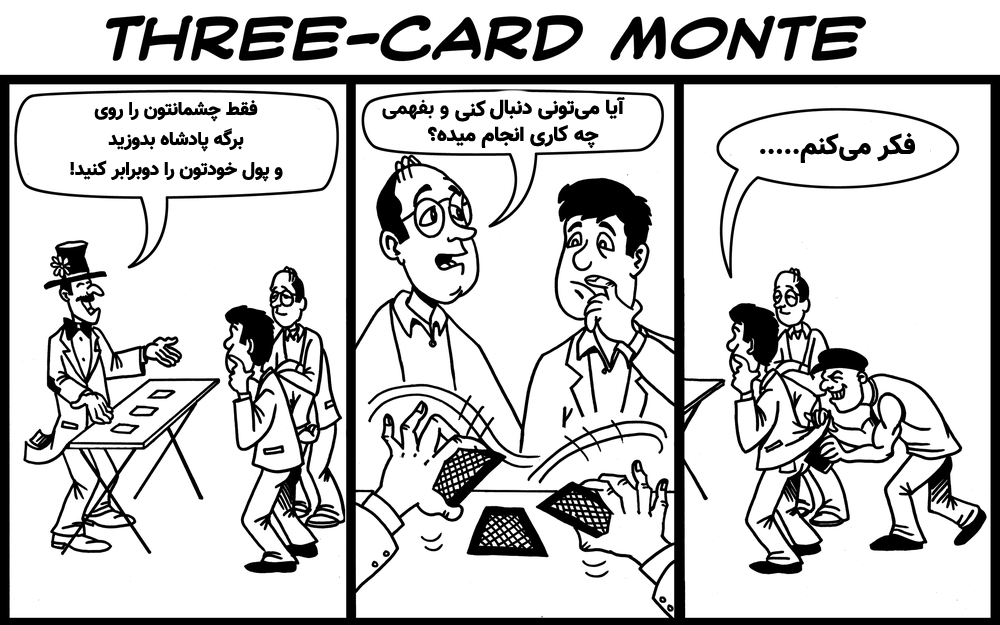 THREE-CARD MONTE
فقط چشمانتون را روی
برگه پادشاه بدوزید
و پول خودتون را دوبرابر کنید!
آیا می‌تونی دنبال کنی و بفهمی
چه کاری انجام میده؟
فکر می‌کنم.....